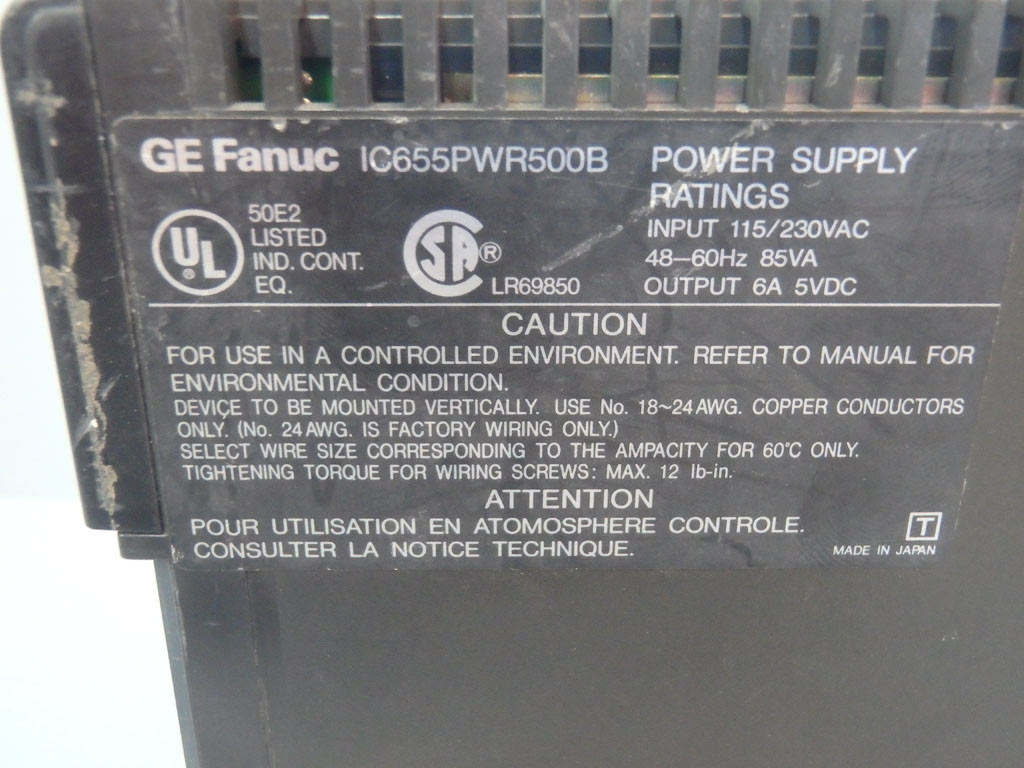 GE Fanuc IC655PWR500B POWER SUPPLY
RATINGS
INPUT 115/230VAC
48–60Hz 85VA
OUTPUT 6A 5VDC
UL ®
50E2
LISTED
IND. CONT.
EQ.
SA ®
LR69850
CAUTION
FOR USE IN A CONTROLLED ENVIRONMENT. REFER TO MANUAL FOR
ENVIRONMENTAL CONDITION.
DEVICE TO BE MOUNTED VERTICALLY. USE No. 18~24AWG. COPPER CONDUCTORS
ONLY. (No. 24AWG. IS FACTORY WIRING ONLY.)
SELECT WIRE SIZE CORRESPONDING TO THE AMPACITY FOR 60℃ ONLY.
TIGHTENING TORQUE FOR WIRING SCREWS: MAX. 12 lb-in.
ATTENTION
POUR UTILISATION EN ATOMOSPHERE CONTROLE.
CONSULTER LA NOTICE TECHNIQUE.
T
MADE IN JAPAN